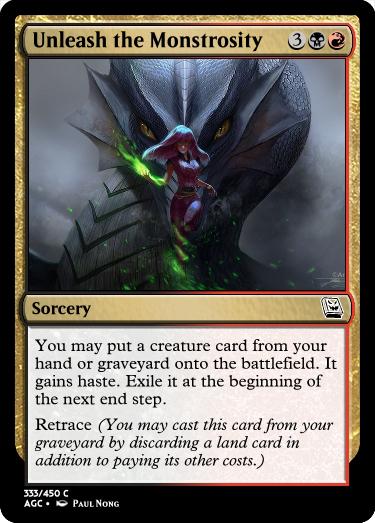 Unleash the Monstrosity 3
Sorcery
You may put a creature card from your
hand or graveyard onto the battlefield. It
gains haste. Exile it at the beginning of
the next end step.
Retrace (You may cast this card from your
graveyard by discarding a land card in
addition to paying its other costs.)
333/450 C
AGC • Paul Nong